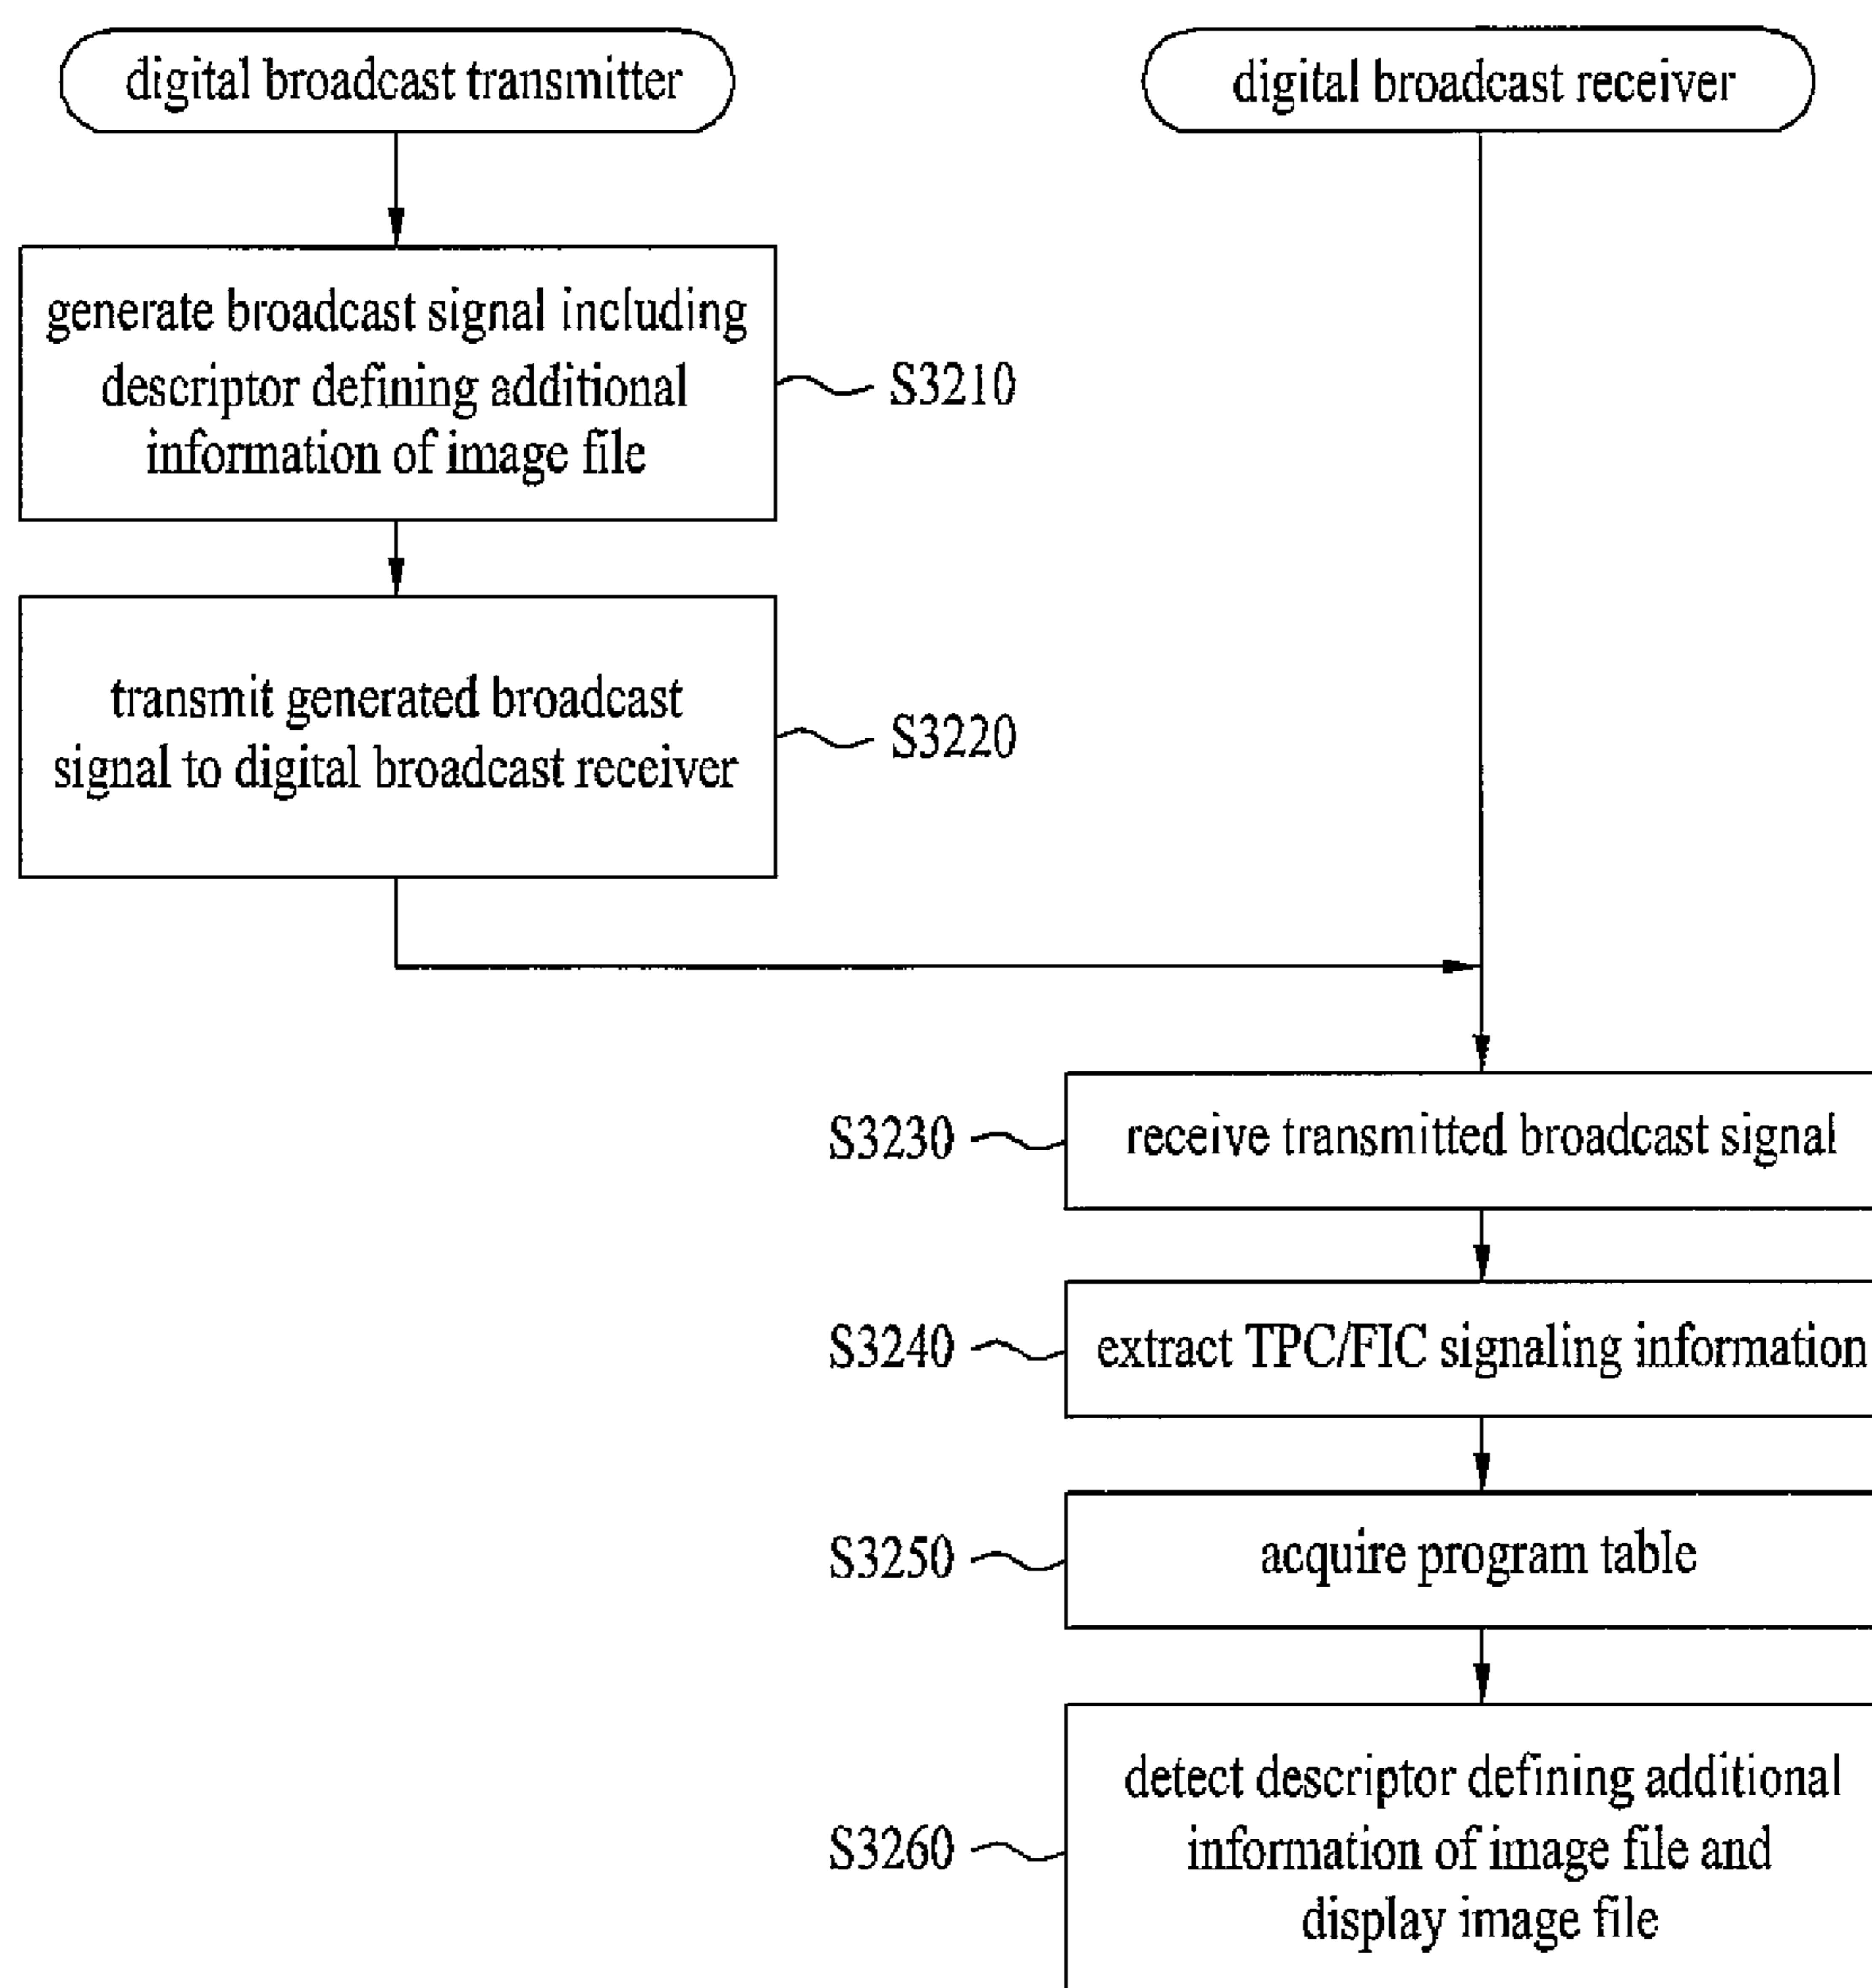 digital broadcast transmitter
digital broadcast receiver
generate broadcast signal including
descriptor defining additional
information of image file
S3210
transmit generated broadcast
signal to digital broadcast receiver
S3220
S3230
receive transmitted broadcast signal
S3240
extract TPC/FIC signaling information
S3250
acquire program table
S3260
detect descriptor defining additional
information of image file and
display image file